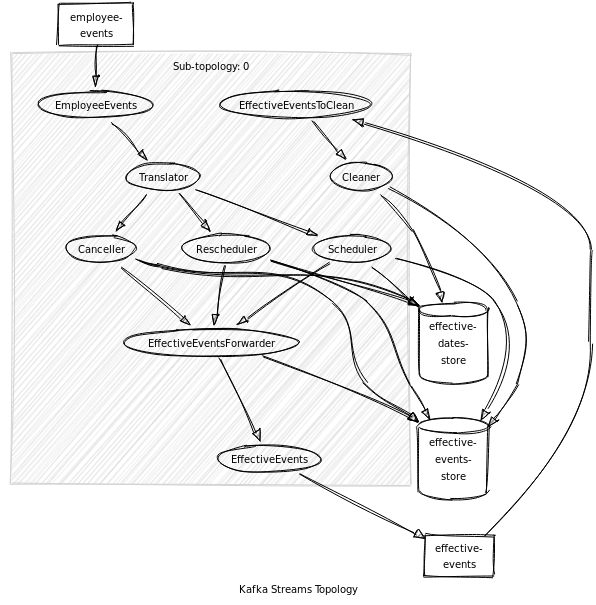 employee-
events
Sub-topology: 0
EmployeeEvents
EffectiveEventsToClean
Translator
Cleaner
Canceller
Rescheduler
Scheduler
effective-
dates-
store
EffectiveEventsForwarder
effective-
events-
store
EffectiveEvents
effective-
events
Kafka Streams Topology